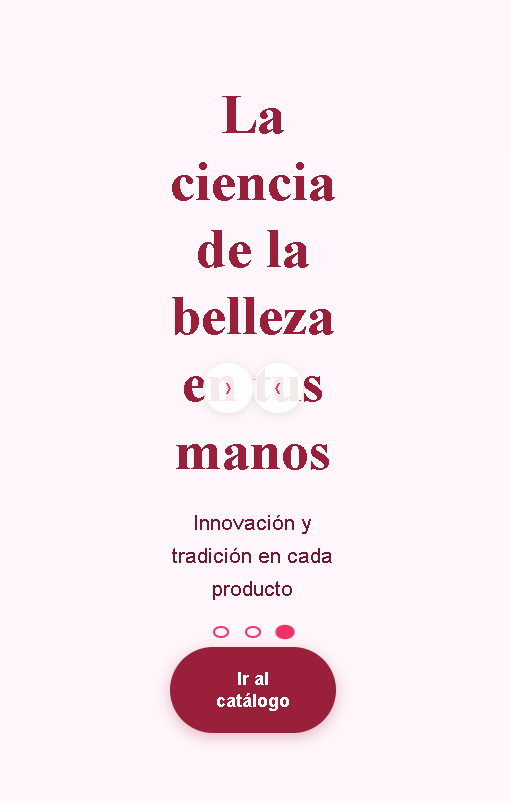 La
ciencia
de la
belleza
en tus
manos
Innovación y
tradición en cada
producto
Ir al
catálogo